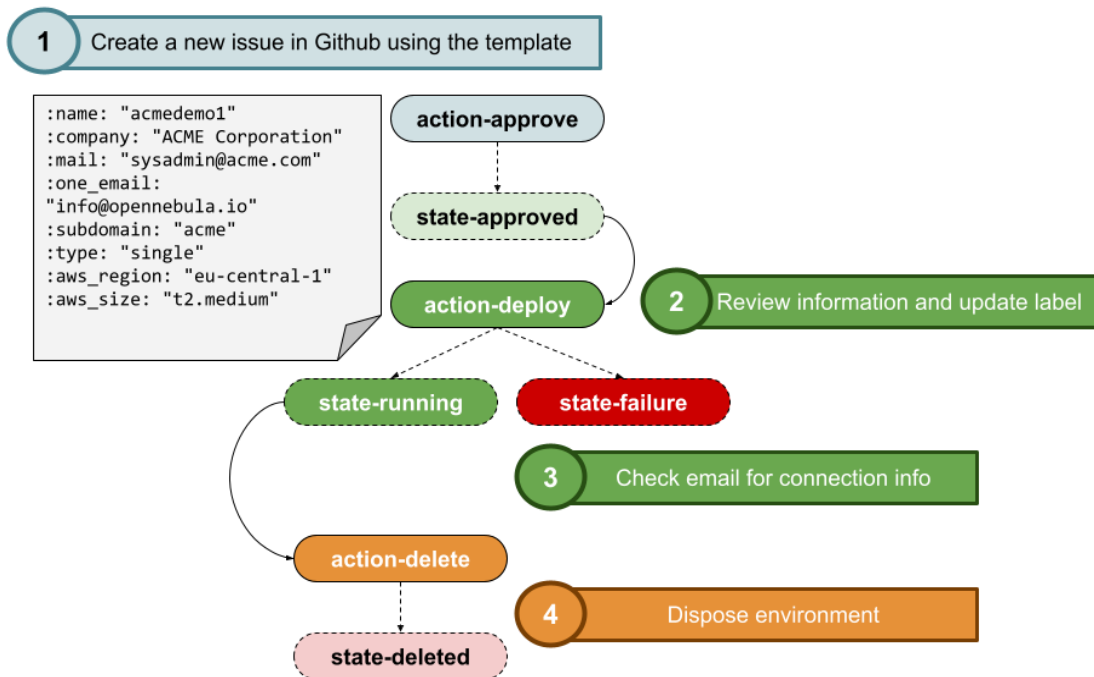 1 Create a new issue in Github using the template
:name: "acmedemo1"
:company: "ACME Corporation"
:mail: "sysadmin@acme.com"
:one_email:
"info@opennebula.io"
:subdomain: "acme"
:type: "single"
:aws_region: "eu-central-1"
:aws_size: "t2.medium"
action-approve
state-approved
action-deploy
2 Review information and update label
state-running
state-failure
3 Check email for connection info
action-delete
4 Dispose environment
state-deleted